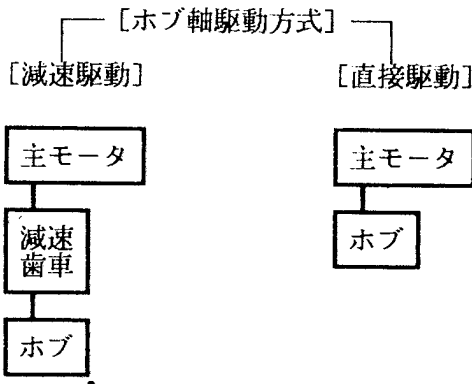 [ホブ軸駆動方式]
[減速駆動]
[直接駆動]
主モータ
主モータ
減速
歯車
ホブ
ホブ